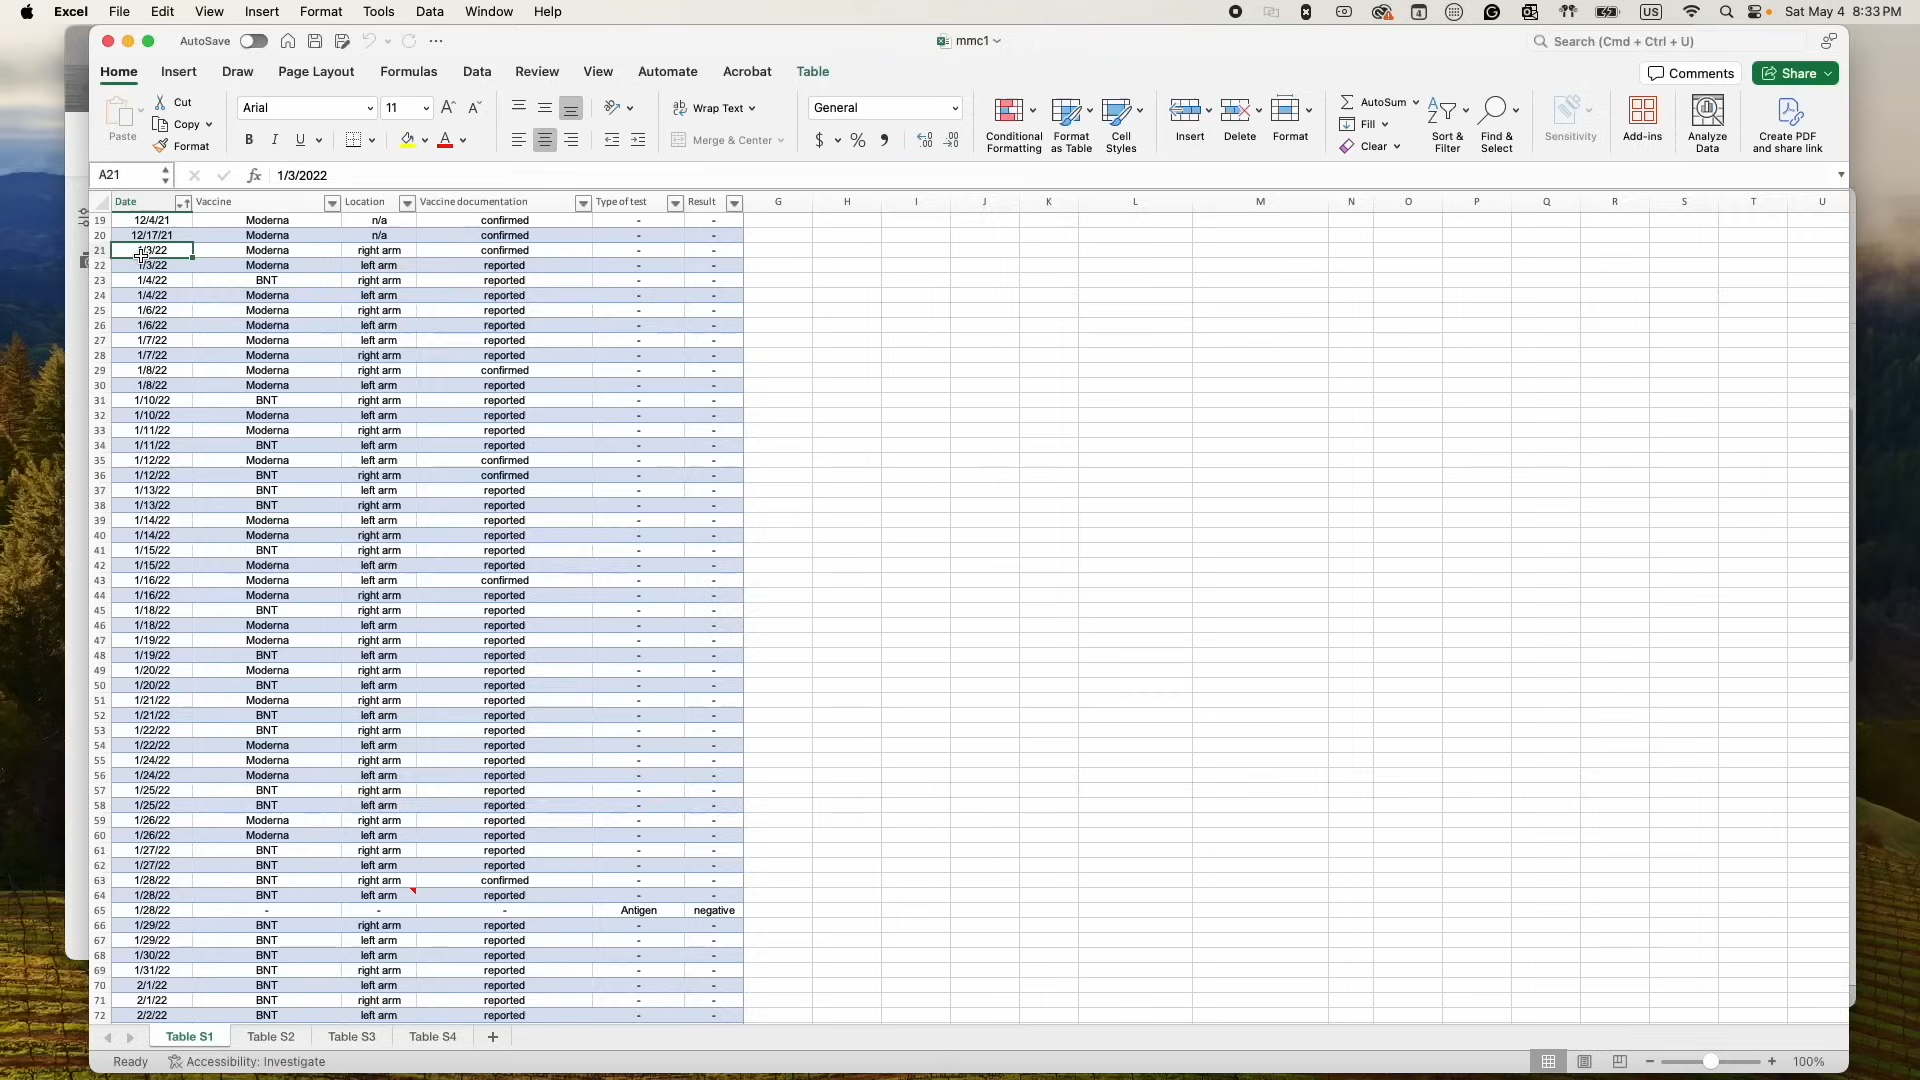 Excel File Edit View Insert Format Tools Data Window Help US Sat May 4 8:33 PM
AutoSave mmc1 Search (Cmd + Ctrl + U)
Home Insert Draw Page Layout Formulas Data Review View Automate Acrobat Table Comments Share
Paste Cut Copy Format Arial 11 Wrap Text Merge & Center General
B I U A $ %
Conditional Formatting Format as Table Cell Styles Insert Delete Format AutoSum Fill Clear Sort & Filter Find & Select Sensitivity Add-ins Analyze Data Create PDF and share link
A21 fx 1/3/2022
Date Vaccine Location Vaccine documentation Type of test Result G H I J K L M N O P Q R S T U
19 12/4/21 Moderna n/a confirmed - -
20 12/17/21 Moderna n/a confirmed - -
21 1/3/22 Moderna right arm confirmed - -
22 1/3/22 Moderna left arm reported - -
23 1/4/22 BNT right arm reported - -
24 1/4/22 Moderna left arm reported - -
25 1/6/22 Moderna right arm reported - -
26 1/6/22 Moderna left arm reported - -
27 1/7/22 Moderna left arm reported - -
28 1/7/22 Moderna right arm reported - -
29 1/8/22 Moderna right arm confirmed - -
30 1/8/22 Moderna left arm reported - -
31 1/10/22 BNT right arm reported - -
32 1/10/22 Moderna left arm reported - -
33 1/11/22 Moderna right arm reported - -
34 1/11/22 BNT left arm reported - -
35 1/12/22 Moderna left arm confirmed - -
36 1/12/22 BNT right arm confirmed - -
37 1/13/22 BNT left arm reported - -
38 1/13/22 BNT right arm reported - -
39 1/14/22 Moderna left arm reported - -
40 1/14/22 Moderna right arm reported - -
41 1/15/22 BNT right arm reported - -
42 1/15/22 Moderna left arm reported - -
43 1/16/22 Moderna left arm confirmed - -
44 1/16/22 Moderna right arm reported - -
45 1/18/22 BNT right arm reported - -
46 1/18/22 Moderna left arm reported - -
47 1/19/22 Moderna right arm reported - -
48 1/19/22 BNT left arm reported - -
49 1/20/22 Moderna right arm reported - -
50 1/20/22 BNT left arm reported - -
51 1/21/22 Moderna right arm reported - -
52 1/21/22 BNT left arm reported - -
53 1/22/22 BNT right arm reported - -
54 1/22/22 Moderna left arm reported - -
55 1/24/22 Moderna right arm reported - -
56 1/24/22 Moderna left arm reported - -
57 1/25/22 BNT right arm reported - -
58 1/25/22 BNT left arm reported - -
59 1/26/22 Moderna right arm reported - -
60 1/26/22 Moderna left arm reported - -
61 1/27/22 BNT right arm reported - -
62 1/27/22 BNT left arm reported - -
63 1/28/22 BNT right arm confirmed - -
64 1/28/22 BNT left arm reported - -
65 1/28/22 - - - Antigen negative
66 1/29/22 BNT right arm reported - -
67 1/29/22 BNT left arm reported - -
68 1/30/22 BNT left arm reported - -
69 1/31/22 BNT right arm reported - -
70 2/1/22 BNT left arm reported - -
71 2/1/22 BNT right arm reported - -
72 2/2/22 BNT left arm reported - -
Table S1 Table S2 Table S3 Table S4 +
Ready Accessibility: Investigate 100%